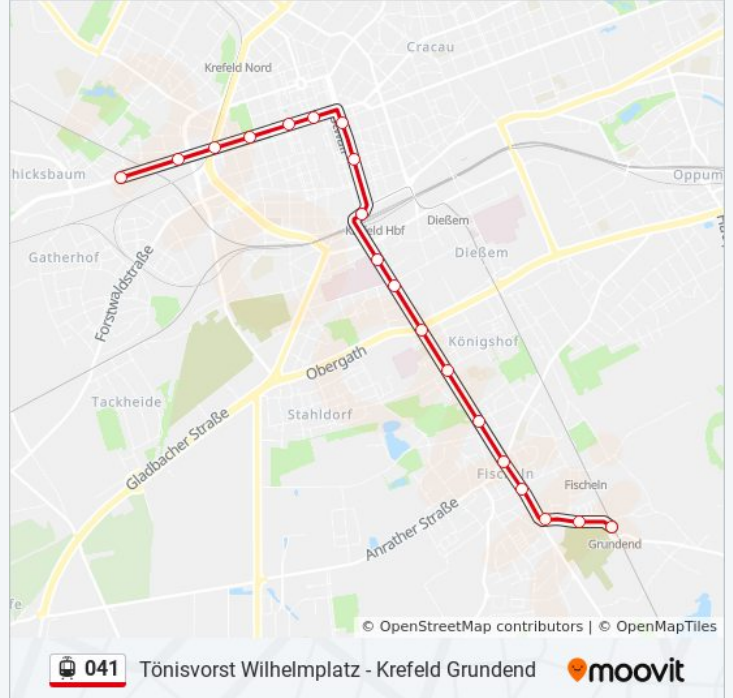 Cracau
Krefeld Nord
hicksbaum
Oppum
Dießem
Krefeld Hbf
Dießem
Gatherhof
Forstwaldstraße
Königshof
Obergath
Tackheide
Stahldorf
Gladbacher Straße
Fischeln
Fischeln
Anrather Straße
Grundend
fe
© OpenStreetMap contributors | © OpenMapTiles
041 Tönisvorst Wilhelmplatz - Krefeld Grundend moovit